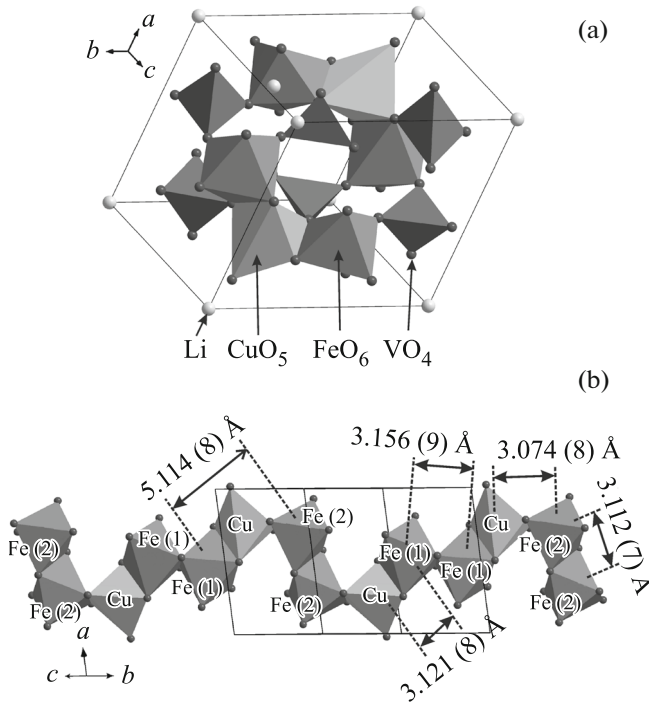 (a)
a
b
c
Li CuO₅ FeO₆ VO₄
(b)
5.114 (8) Å
3.156 (9) Å
3.074 (8) Å
3.112 (7) Å
3.121 (8) Å
Fe (2)
Fe (2)
Cu
Fe (1)
Fe (1)
Cu
Fe (2)
Fe (2)
Cu
Fe (1)
Fe (1)
Cu
Fe (2)
Fe (2)
a
c
b